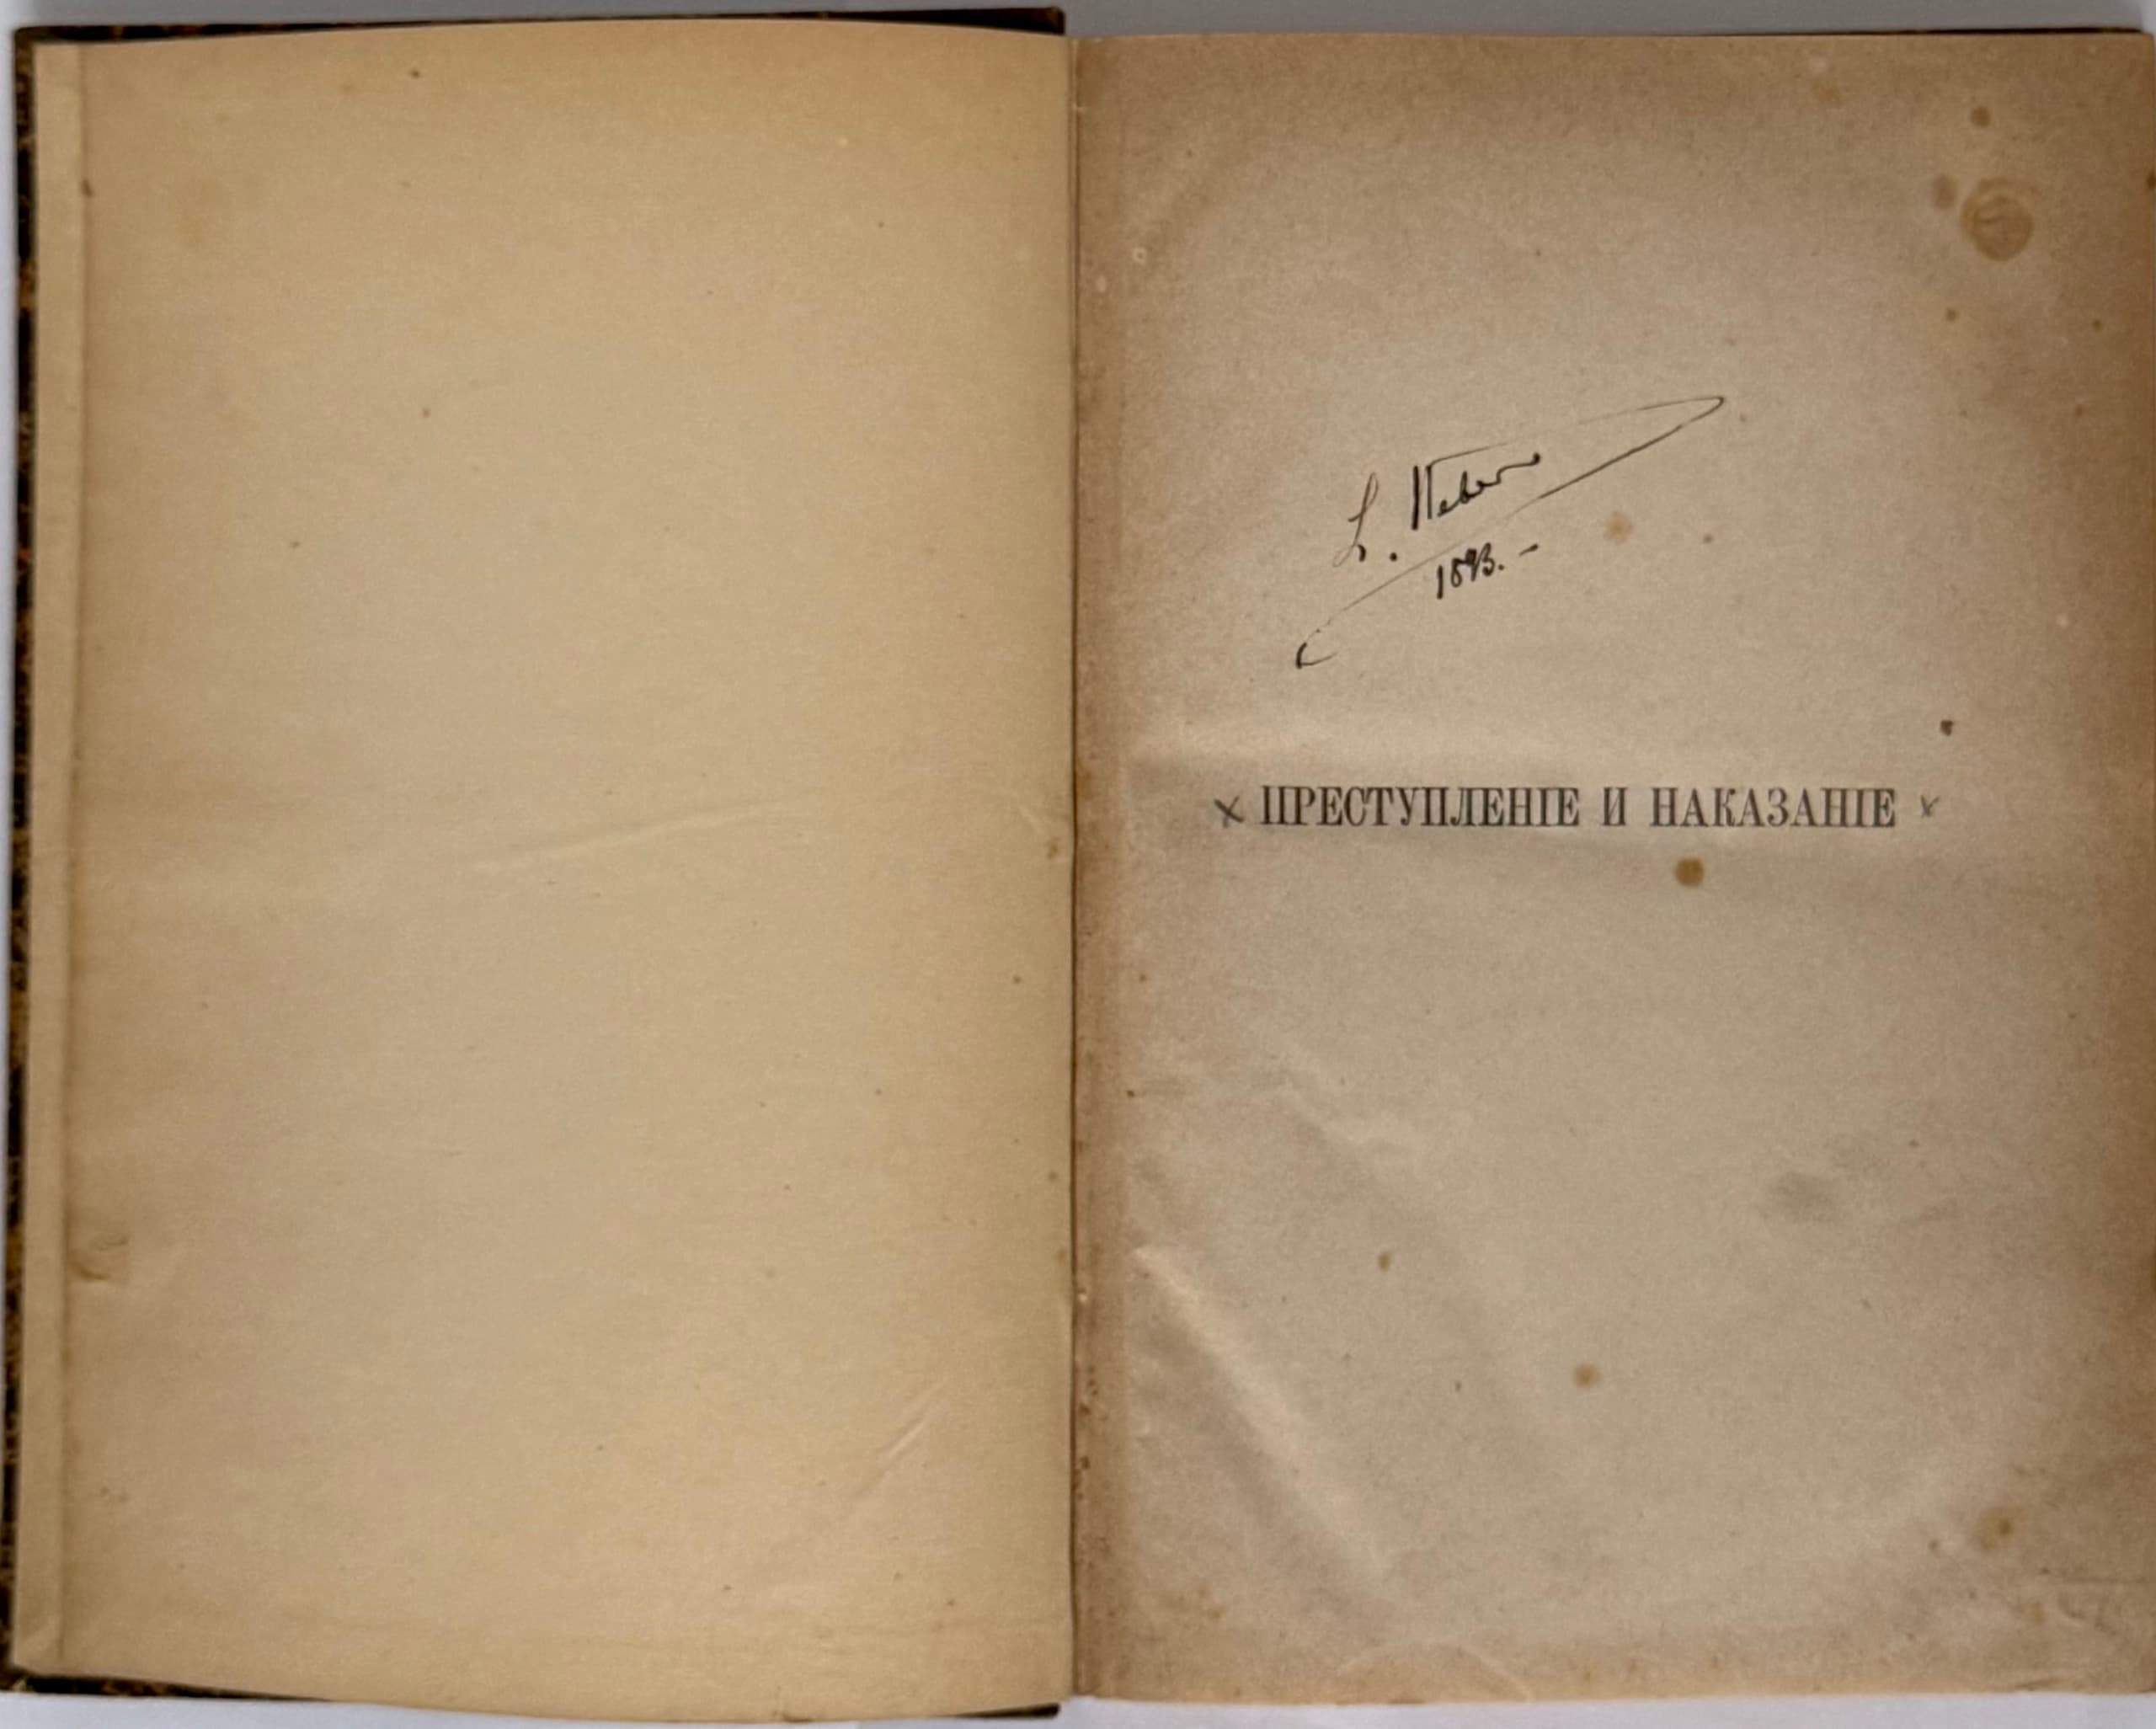 1893. –
× ПРЕСТУПЛЕНІЕ И НАКАЗАНІЕ ×